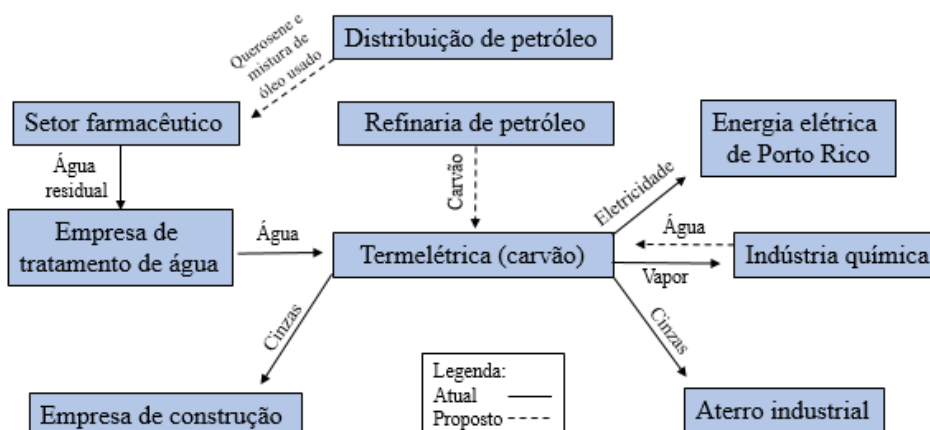 Distribuição de petróleo
Querosene e
mistura de
óleo usado
Setor farmacêutico
Refinaria de petróleo
Energia elétrica
de Porto Rico
Água
residual
Carvão
Eletricidade
Empresa de
tratamento de água
Água
Termelétrica (carvão)
Água
Vapor
Indústria química
Cinzas
Cinzas
Legenda:
Atual
Proposto
Empresa de construção
Aterro industrial